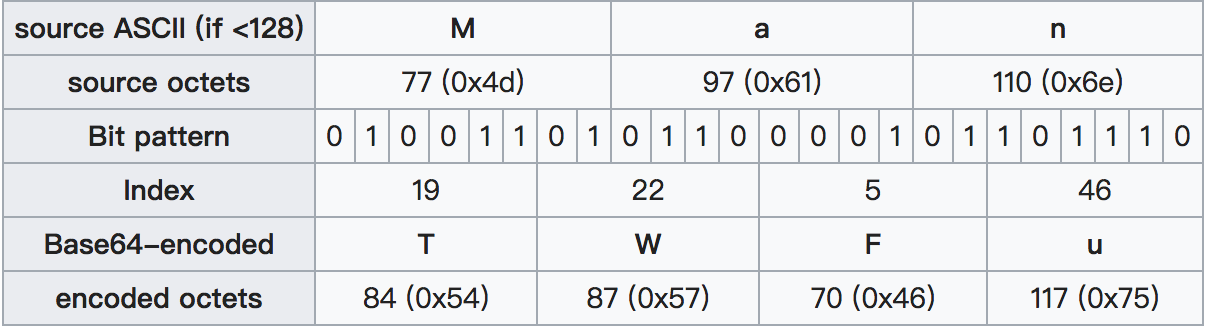 source ASCII (if <128) M a n
source octets 77 (0x4d) 97 (0x61) 110 (0x6e)
Bit pattern 0 1 0 0 1 1 0 1 0 1 1 0 0 0 0 1 0 1 1 0 1 1 1 0
Index 19 22 5 46
Base64-encoded T W F u
encoded octets 84 (0x54) 87 (0x57) 70 (0x46) 117 (0x75)